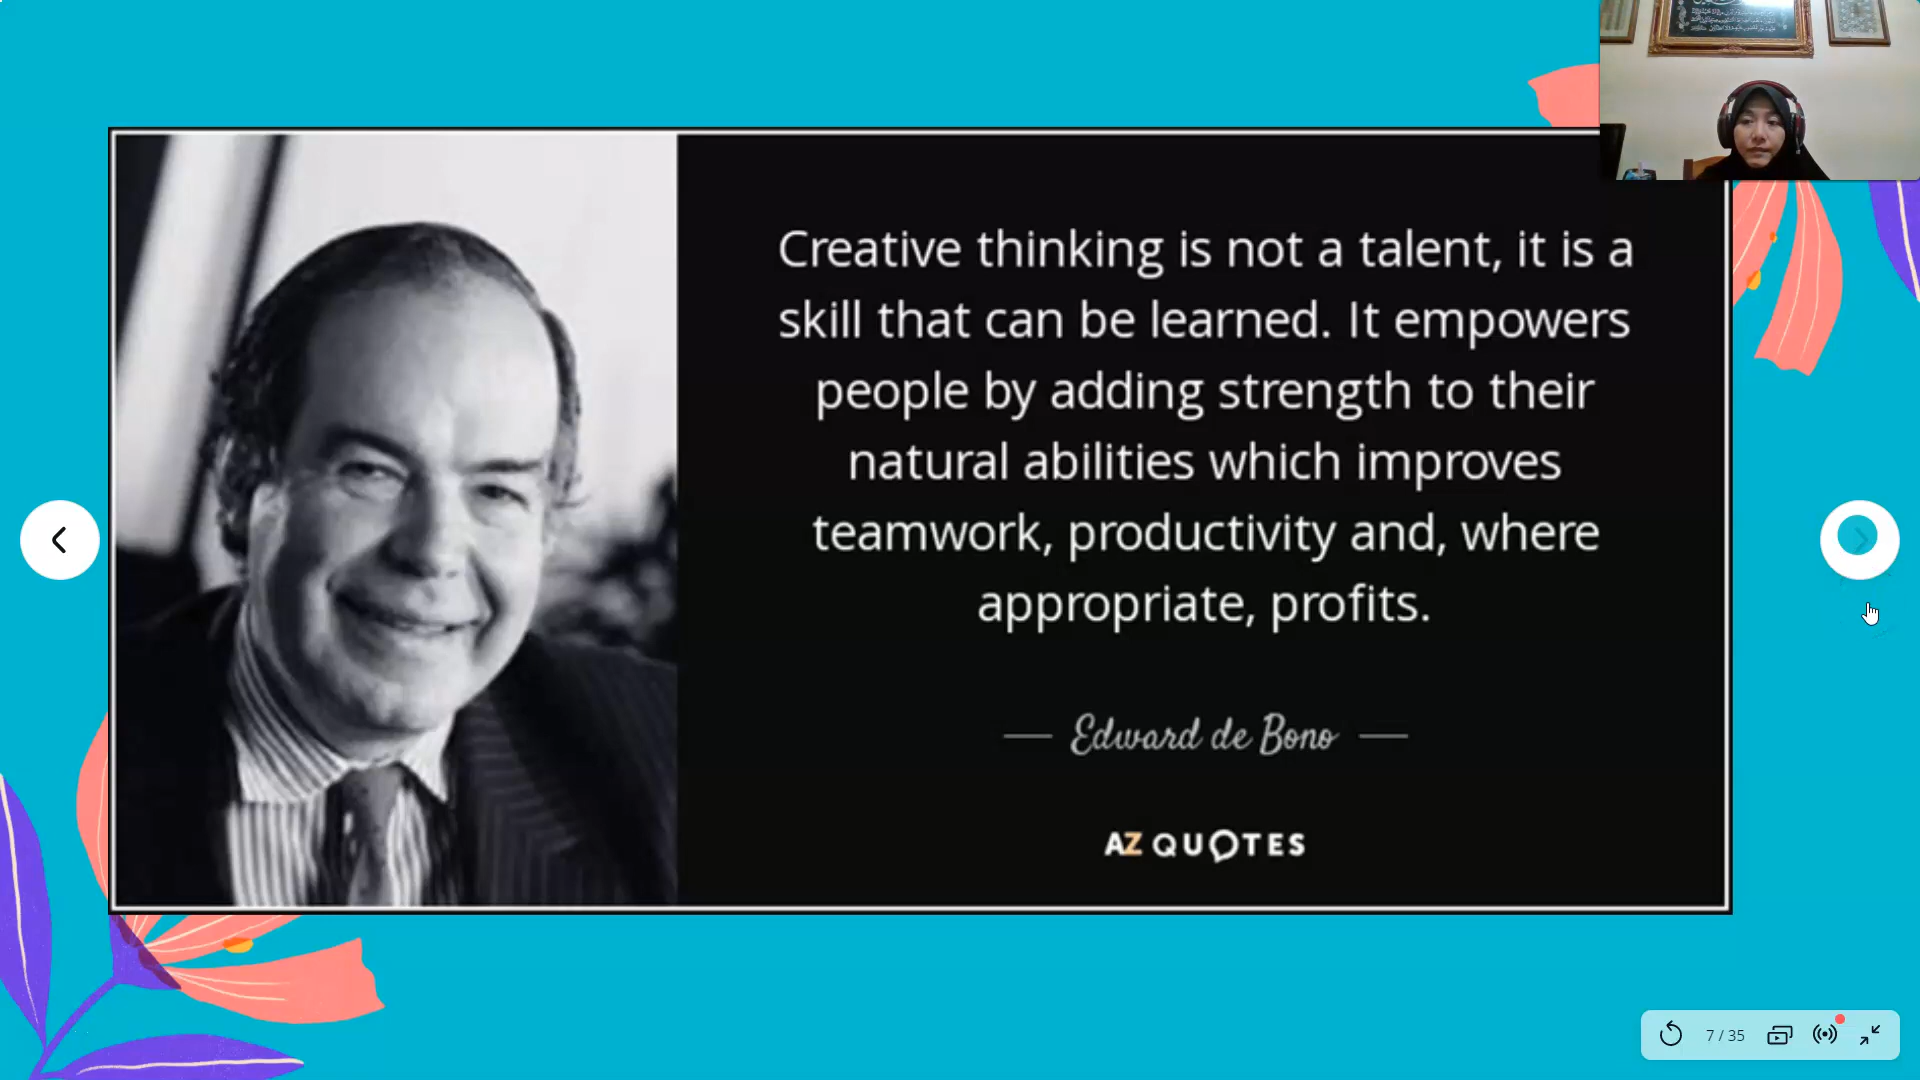 Creative thinking is not a talent, it is a
skill that can be learned. It empowers
people by adding strength to their
natural abilities which improves
teamwork, productivity and, where
appropriate, profits.
Edward de Bono
AZ QUOTES
7 / 35